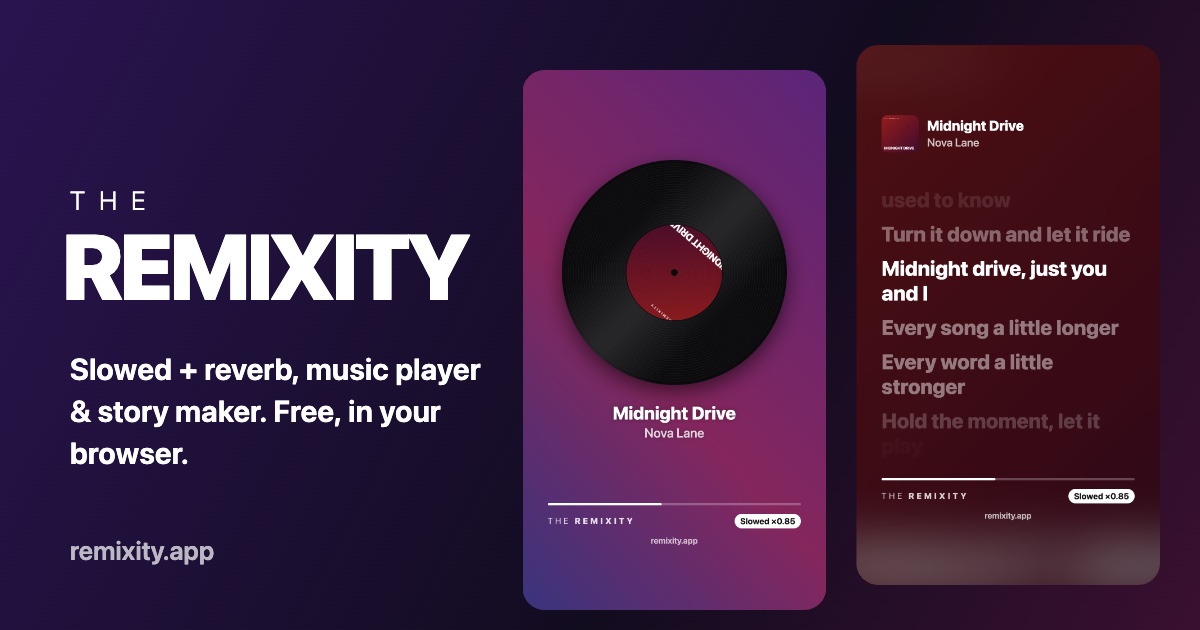 THE
REMIXITY
Slowed + reverb, music player
& story maker. Free, in your
browser.
remixity.app
MIDNIGHT DRIV
Midnight Drive
Nova Lane
THE REMIXITY
Slowed ×0.85
remixity.app
MIDNIGHT DRIVE
Midnight Drive
Nova Lane
used to know
Turn it down and let it ride
Midnight drive, just you
and I
Every song a little longer
Every word a little
stronger
Hold the moment, let it
play
THE REMIXITY
Slowed ×0.85
remixity.app